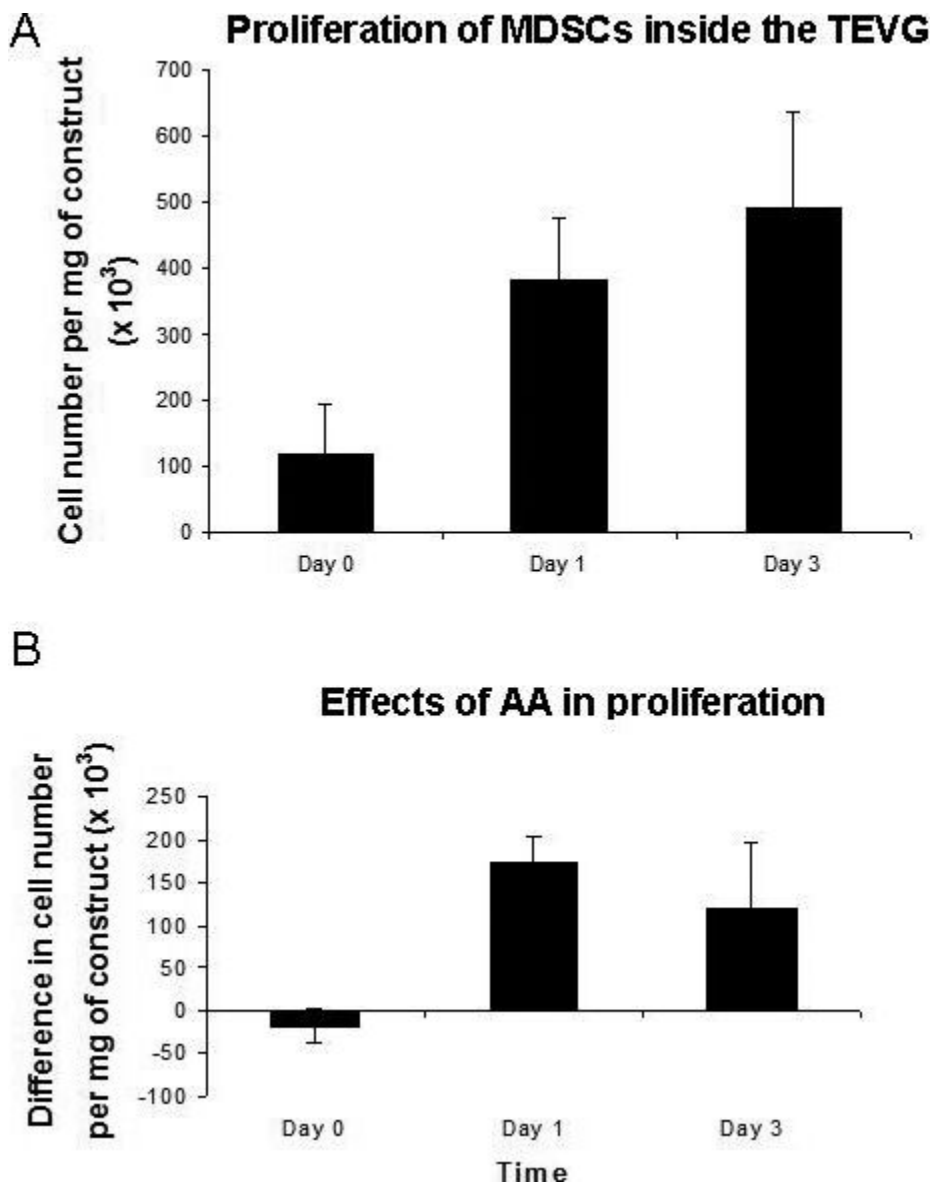 A
Proliferation of MDSCs inside the TEVG
Cell number per mg of construct
(x 10³)
700
600
500
400
300
200
100
0
Day 0 Day 1 Day 3
B
Effects of AA in proliferation
Difference in cell number
per mg of construct (x 10³)
250
200
150
100
50
0
-50
-100
Day 0 Day 1 Day 3
Time